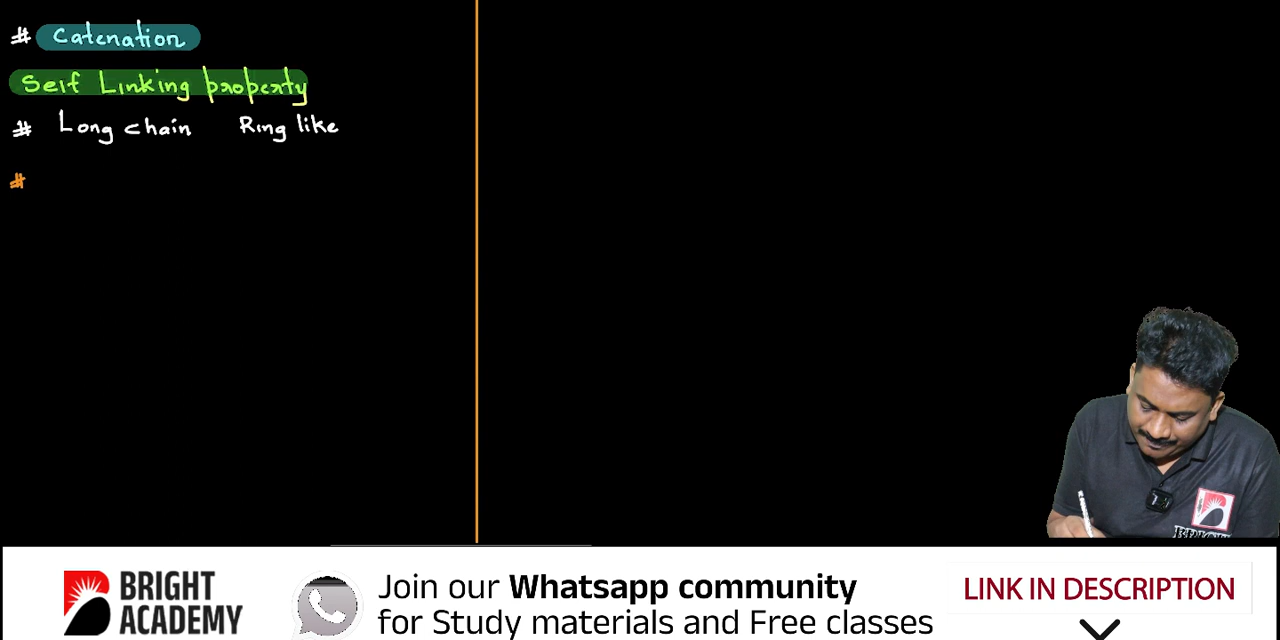 # Catenation
Self Linking property
# Long chain Ring like
#
BRIGHT
ACADEMY
Join our Whatsapp community
for Study materials and Free classes
LINK IN DESCRIPTION